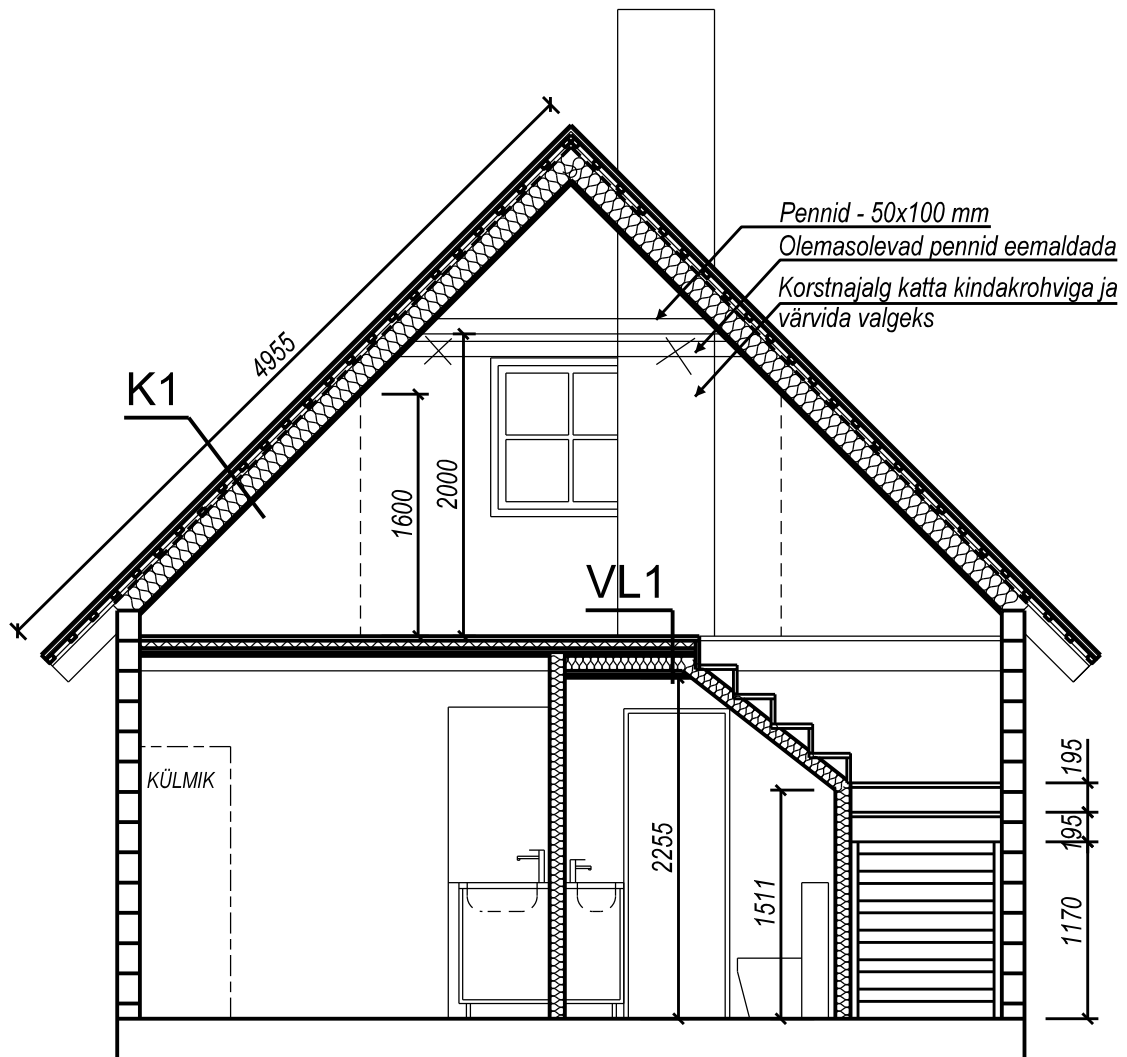 Pennid - 50x100 mm
Olemasolevad pennid eemaldada
Korstnajalg katta kindakrohviga ja
värvida valgeks
4955
K1
1600
2000
VL1
KÜLMIK
2255
1511
195
195
1170